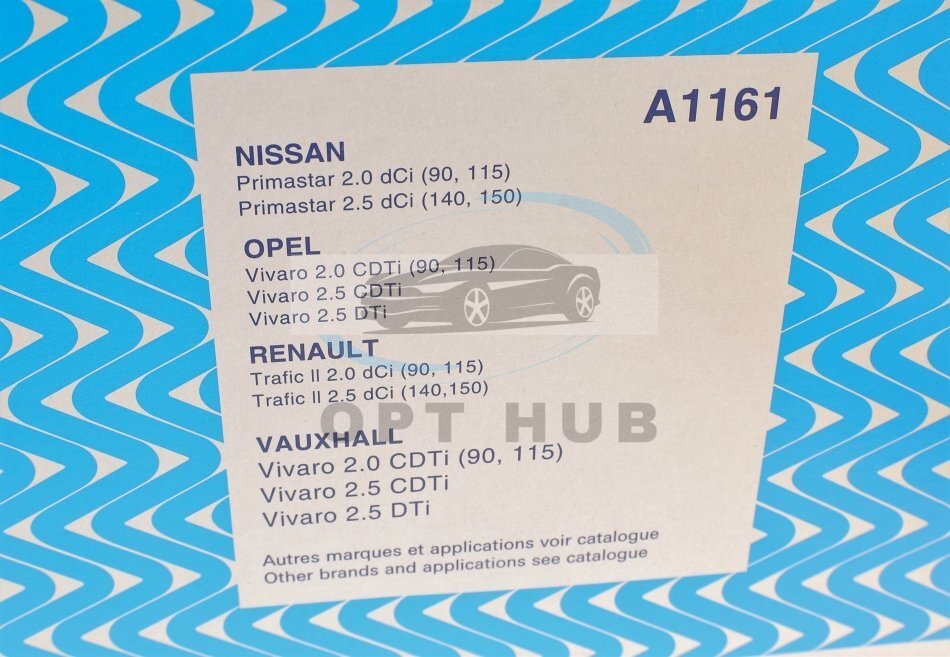 A1161
NISSAN
Primastar 2.0 dCi (90, 115)
Primastar 2.5 dCi (140, 150)
OPEL
Vivaro 2.0 CDTi (90, 115)
Vivaro 2.5 CDTi
Vivaro 2.5 DTi
RENAULT
Trafic II 2.0 dCi (90, 115)
Trafic II 2.5 dCi (140,150)
OPT HUB
VAUXHALL
Vivaro 2.0 CDTi (90, 115)
Vivaro 2.5 CDTi
Vivaro 2.5 DTi
Autres marques et applications voir catalogue
Other brands and applications see catalogue